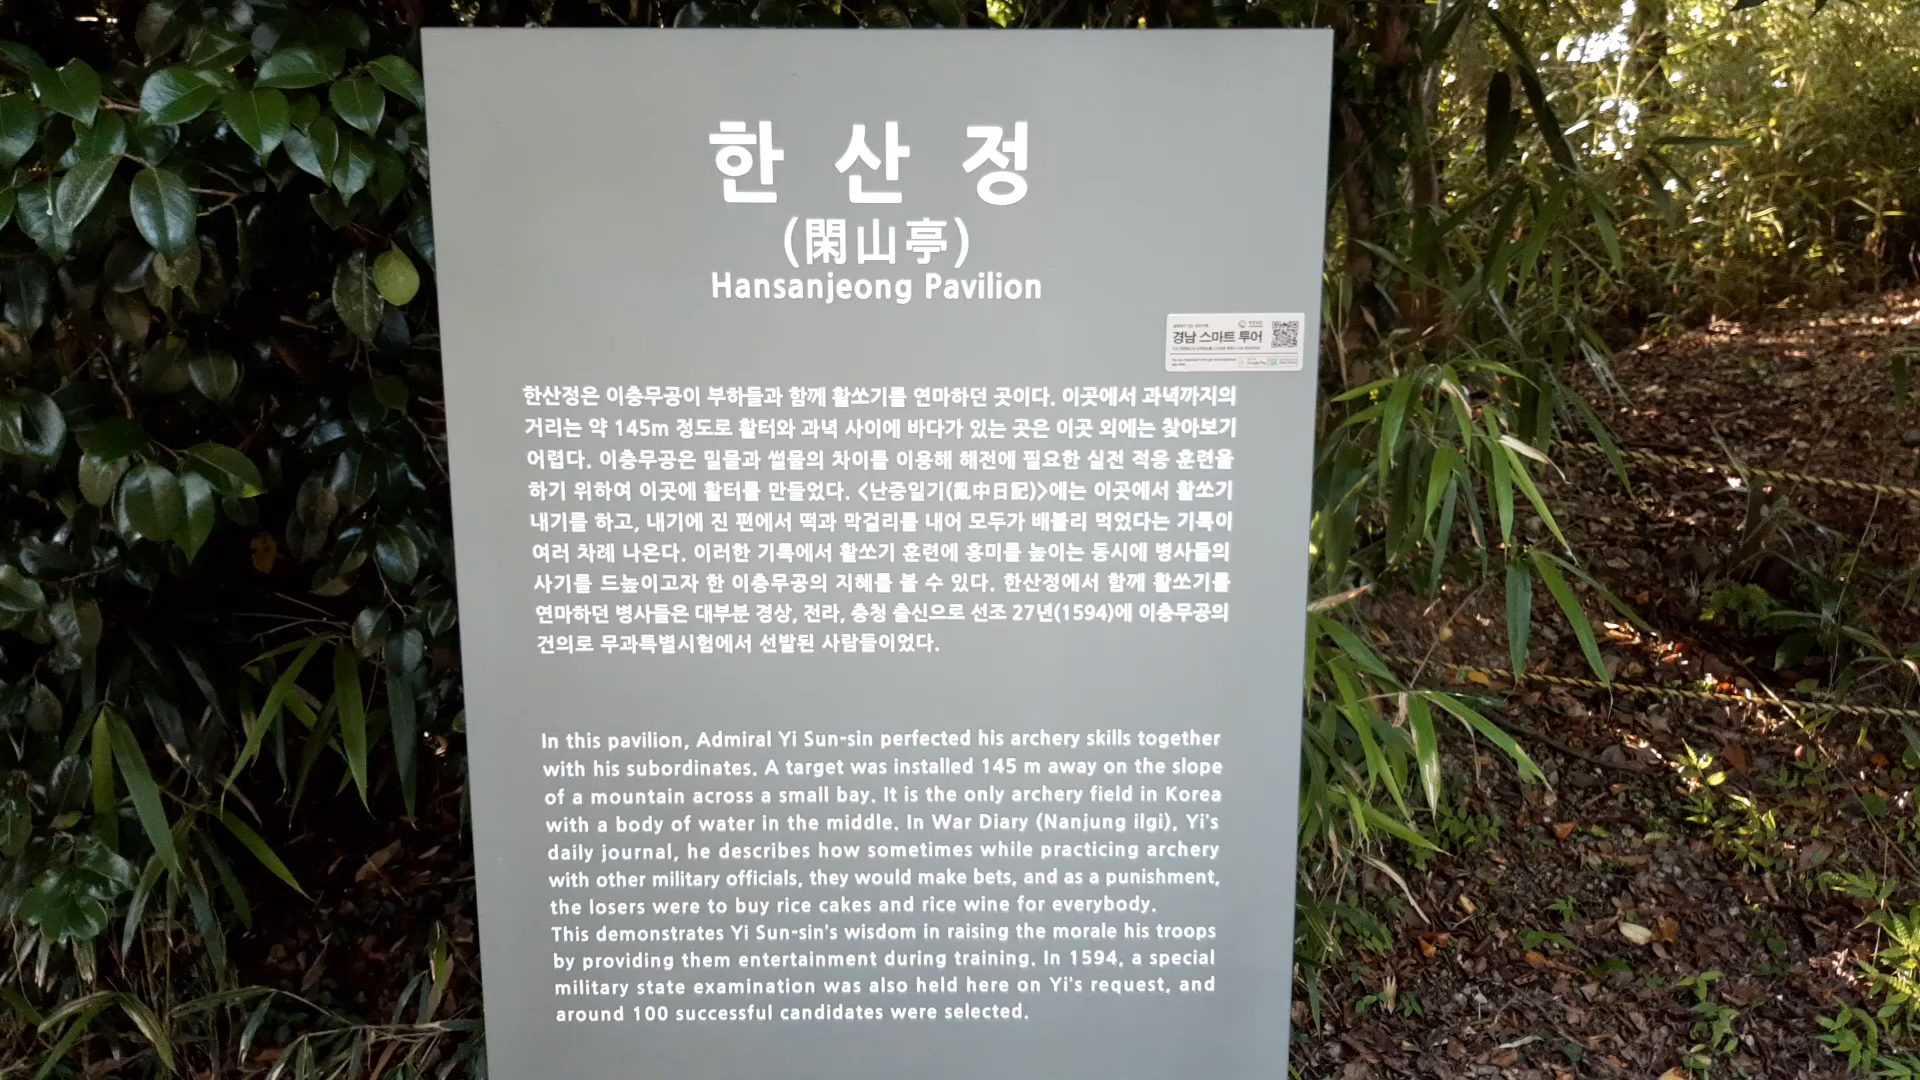 한 산 정
(閑山亭)
Hansanjeong Pavilion
경남 스마트 투어
한산정은 이충무공이 부하들과 함께 활쏘기를 연마하던 곳이다. 이곳에서 과녁까지의
거리는 약 145m 정도로 활터와 과녁 사이에 바다가 있는 곳은 이곳 외에는 찾아보기
어렵다. 이충무공은 밀물과 썰물의 차이를 이용해 해전에 필요한 실전 적응 훈련을
하기 위하여 이곳에 활터를 만들었다. <난중일기(亂中日記)>에는 이곳에서 활쏘기
내기를 하고, 내기에 진 편에서 떡과 막걸리를 내어 모두가 배불리 먹었다는 기록이
여러 차례 나온다. 이러한 기록에서 활쏘기 훈련에 흥미를 높이는 동시에 병사들의
사기를 드높이고자 한 이충무공의 지혜를 볼 수 있다. 한산정에서 함께 활쏘기를
연마하던 병사들은 대부분 경상, 전라, 충청 출신으로 선조 27년(1594)에 이충무공의
건의로 무과특별시험에서 선발된 사람들이었다.
In this pavilion, Admiral Yi Sun-sin perfected his archery skills together
with his subordinates. A target was installed 145 m away on the slope
of a mountain across a small bay. It is the only archery field in Korea
with a body of water in the middle. In War Diary (Nanjung ilgi), Yi's
daily journal, he describes how sometimes while practicing archery
with other military officials, they would make bets, and as a punishment,
the losers were to buy rice cakes and rice wine for everybody.
This demonstrates Yi Sun-sin's wisdom in raising the morale his troops
by providing them entertainment during training. In 1594, a special
military state examination was also held here on Yi's request, and
around 100 successful candidates were selected.